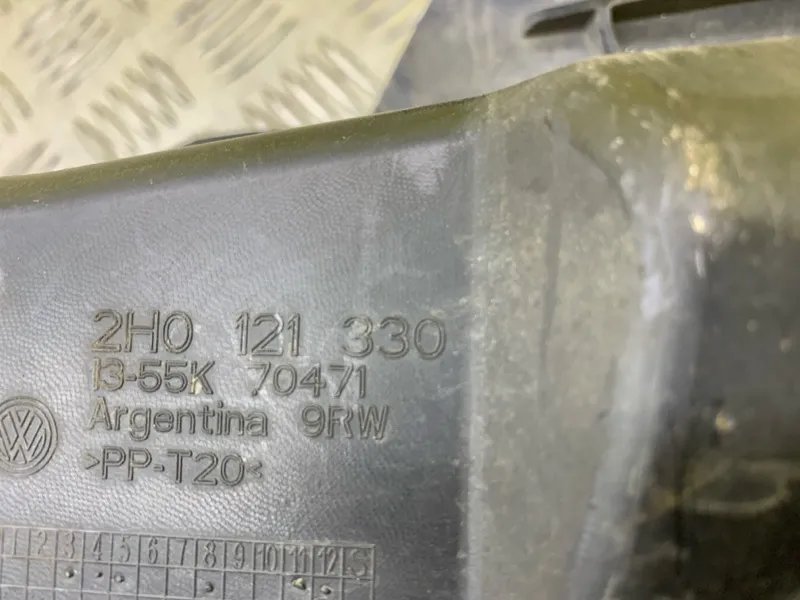 2H0 121 330
13-55K 70471
Argentina 9RW
>PP-T20<
1 2 3 4 5 6 7 8 9 10 11 12 S